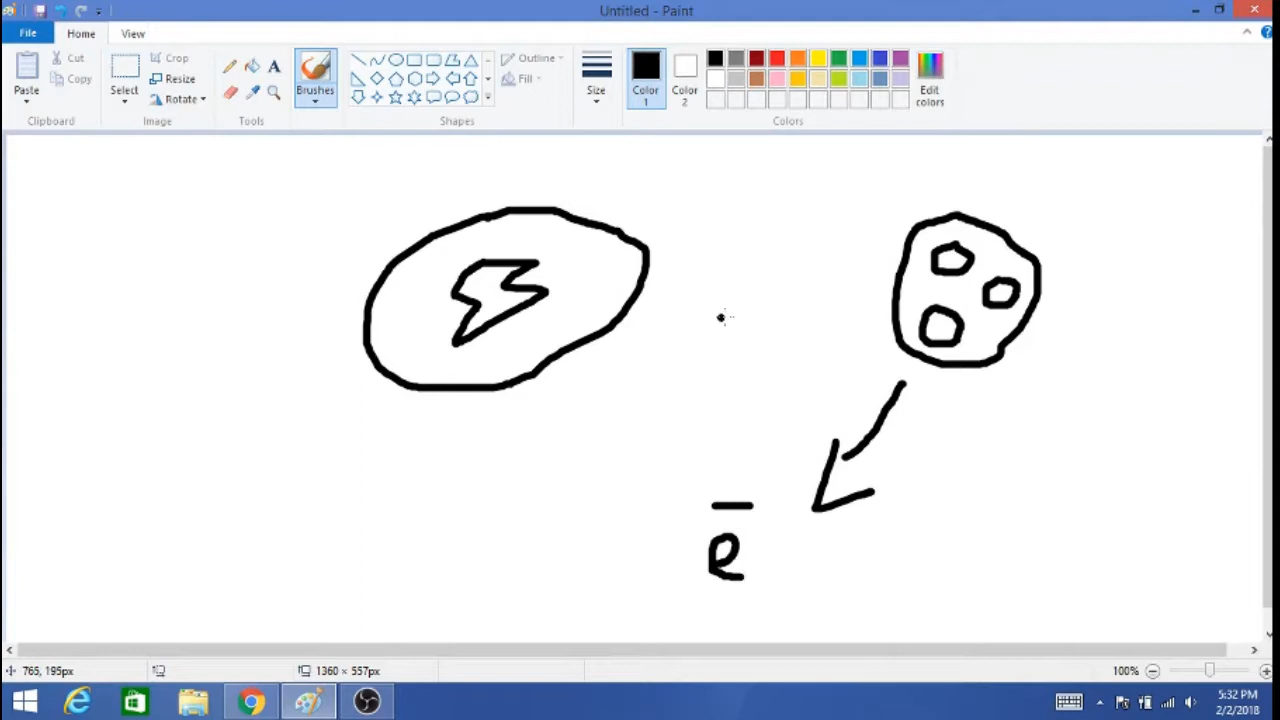 Untitled - Paint
File
Home
View
Paste
Cut
Copy
Clipboard
Select
Crop
Resize
Rotate
Image
A
Tools
Brushes
Outline
Fill
Shapes
Size
Color
1
Color
2
Edit
colors
Colors
ē
765, 195px
1360 × 557px
100%
5:32 PM
2/2/2018